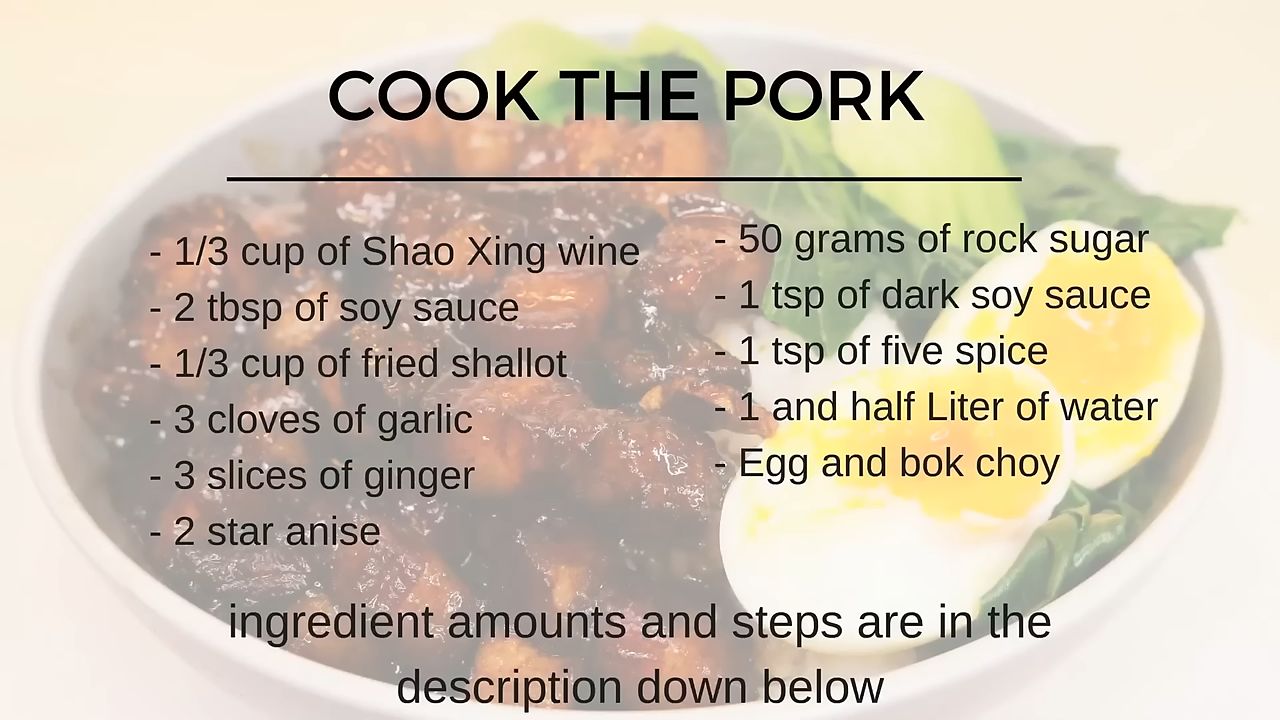 COOK THE PORK
- 1/3 cup of Shao Xing wine
- 2 tbsp of soy sauce
- 1/3 cup of fried shallot
- 3 cloves of garlic
- 3 slices of ginger
- 2 star anise
- 50 grams of rock sugar
- 1 tsp of dark soy sauce
- 1 tsp of five spice
- 1 and half Liter of water
- Egg and bok choy
ingredient amounts and steps are in the
description down below